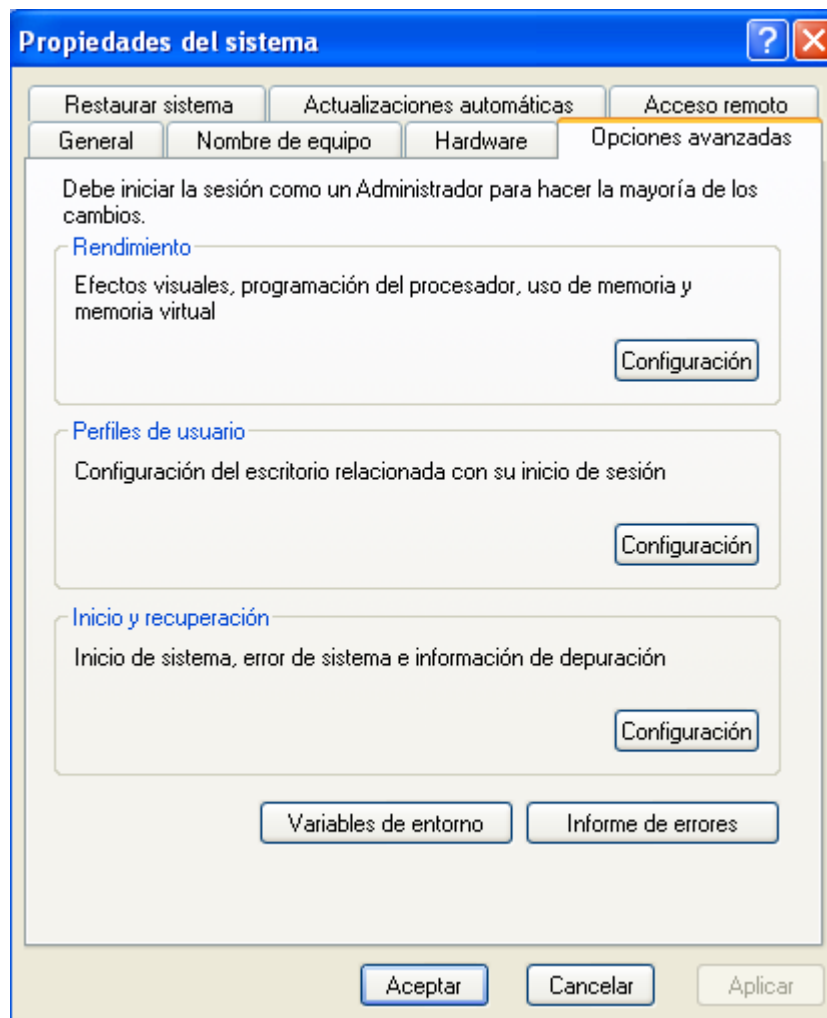 Propiedades del sistema
Restaurar sistema
Actualizaciones automáticas
Acceso remoto
General
Nombre de equipo
Hardware
Opciones avanzadas
Debe iniciar la sesión como un Administrador para hacer la mayoría de los
cambios.
Rendimiento
Efectos visuales, programación del procesador, uso de memoria y
memoria virtual
Configuración
Perfiles de usuario
Configuración del escritorio relacionada con su inicio de sesión
Configuración
Inicio y recuperación
Inicio de sistema, error de sistema e información de depuración
Configuración
Variables de entorno
Informe de errores
Aceptar
Cancelar
Aplicar